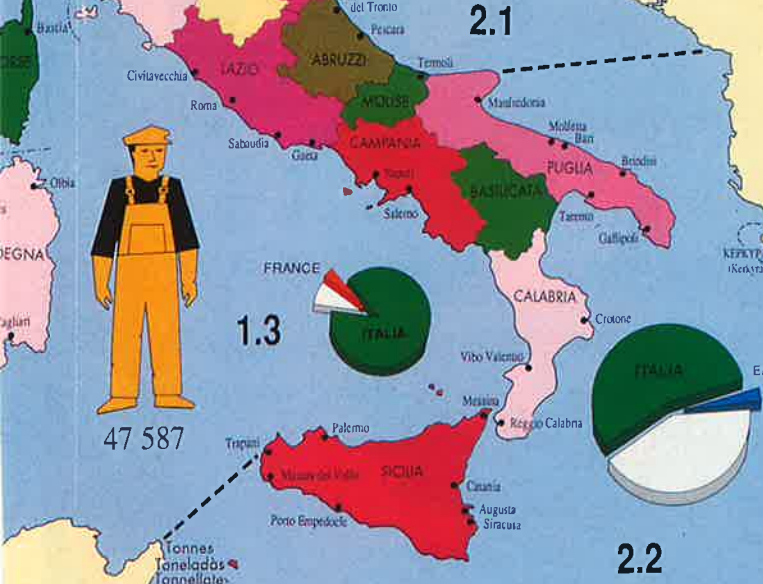 del Tronto
2.1
Bastia
Pescara
ABRUZZI
Termoli
LAZIO
Civitavecchia
MOLISE
Manfredonia
Roma
Molfetta
Bari
Sabaudia
CAMPANIA
Gaeta
PUGLIA
Brindisi
Olbia
Napoli
BASILICATA
Salerno
Taranto
Gallipoli
DEGNA
(Kerkyra
FRANCE
CALABRIA
Crotone
1.3
ITALIA
Vibo Valentia
ITALIA
Messina
Reggio Calabria
47 587
Palermo
Trapani
Mazara del Vallo
SICILIA
Catania
Porto Empedocle
Augusta
Siracusa
2.2
Tonnes
Toneladas
Tonnellate